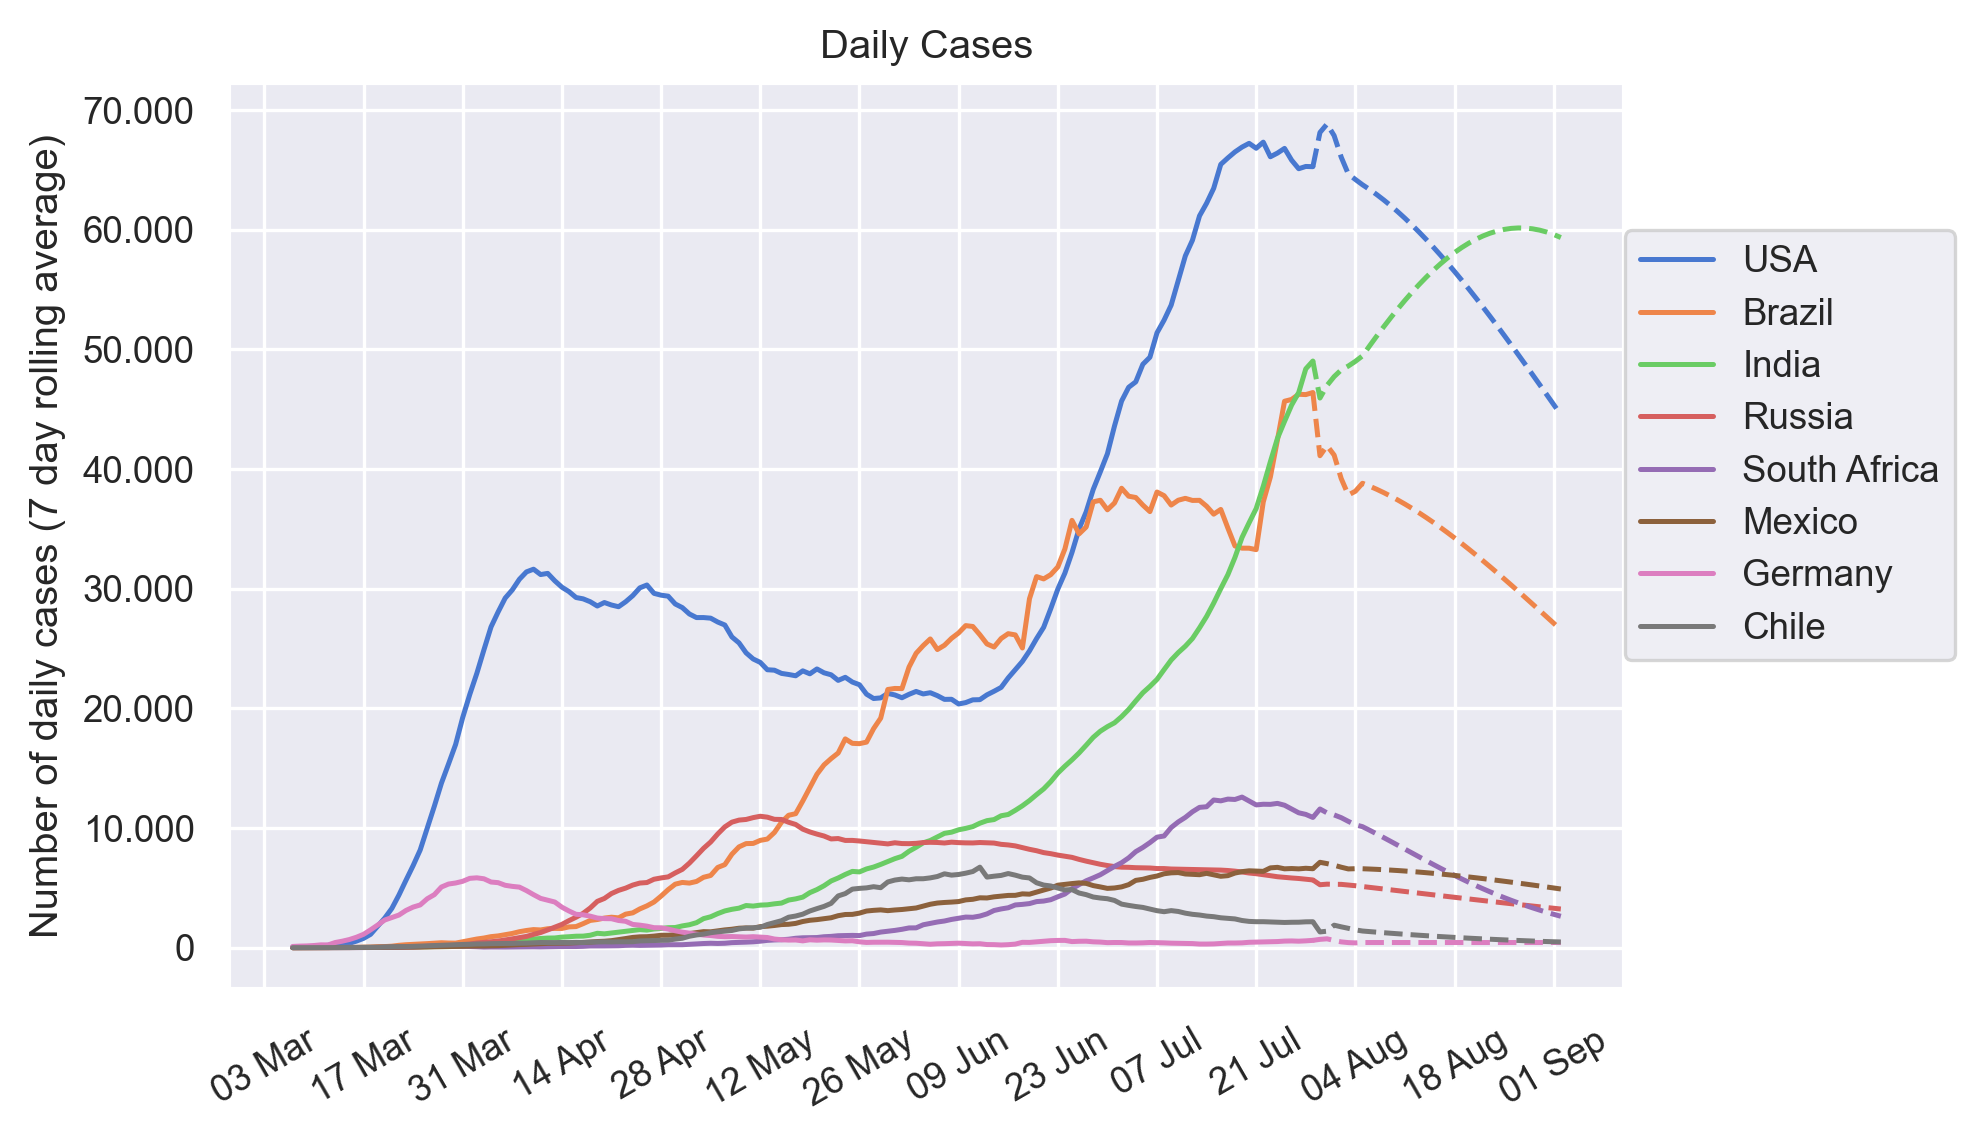 Daily Cases
Number of daily cases (7 day rolling average)
70.000
60.000
50.000
40.000
30.000
20.000
10.000
0
03 Mar
17 Mar
31 Mar
14 Apr
28 Apr
12 May
26 May
09 Jun
23 Jun
07 Jul
21 Jul
04 Aug
18 Aug
01 Sep
USA
Brazil
India
Russia
South Africa
Mexico
Germany
Chile